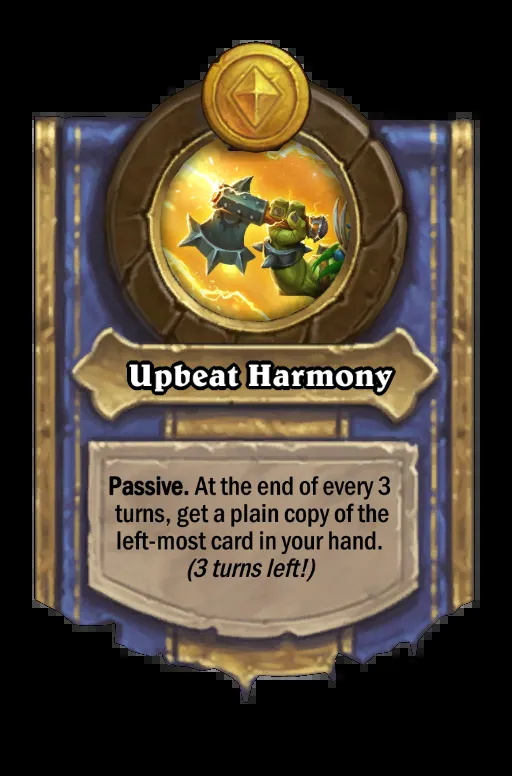 Upbeat Harmony
Passive. At the end of every 3
turns, get a plain copy of the
left-most card in your hand.
(3 turns left!)